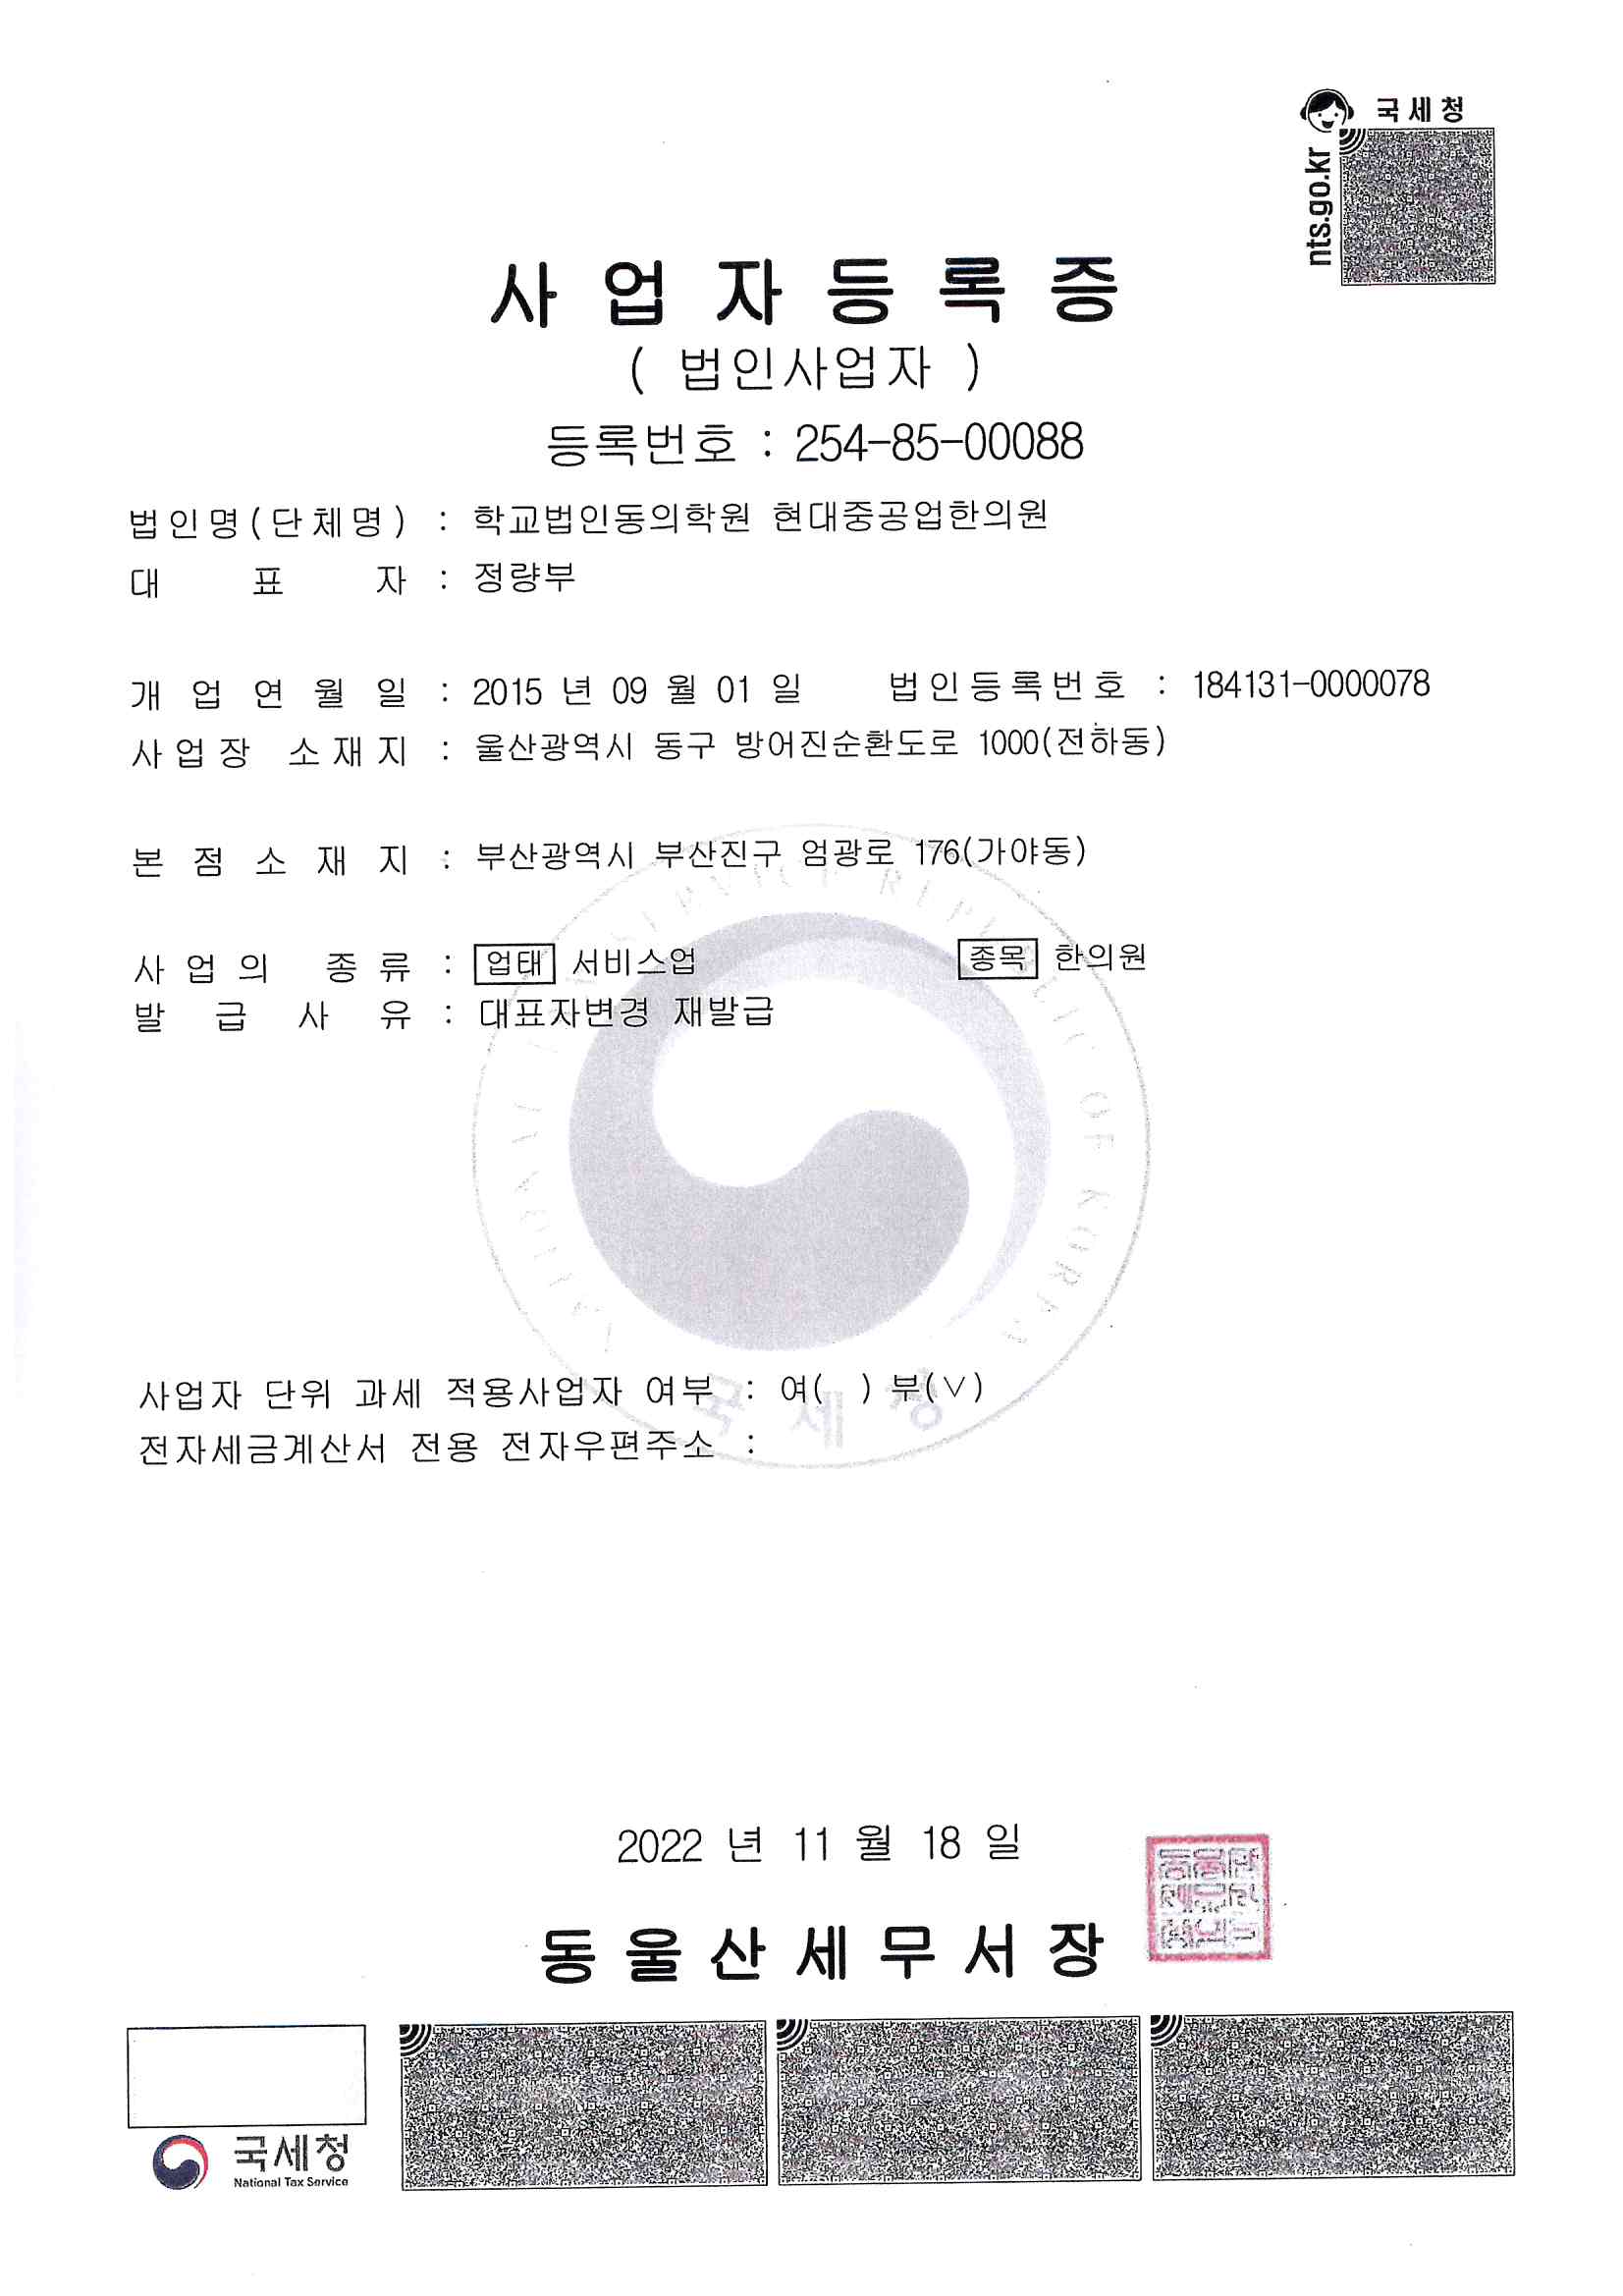 국세청
nts.go.kr
사업자등록증
( 법인사업자 )
등록번호 : 254-85-00088
법인명(단체명) : 학교법인동의학원 현대중공업한의원
대 표 자 : 정량부
개 업 연 월 일 : 2015 년 09 월 01 일 법인등록번호 : 184131-0000078
사업장 소재지 : 울산광역시 동구 방어진순환도로 1000(전하동)
본 점 소 재 지 : 부산광역시 부산진구 엄광로 176(가야동)
사 업 의 종 류 : 업태 서비스업 종목 한의원
발 급 사 유 : 대표자변경 재발급
사업자 단위 과세 적용사업자 여부 : 여( ) 부(∨)
전자세금계산서 전용 전자우편주소 :
국세청
2022 년 11 월 18 일
동울산세무서장
국세청
National Tax Service